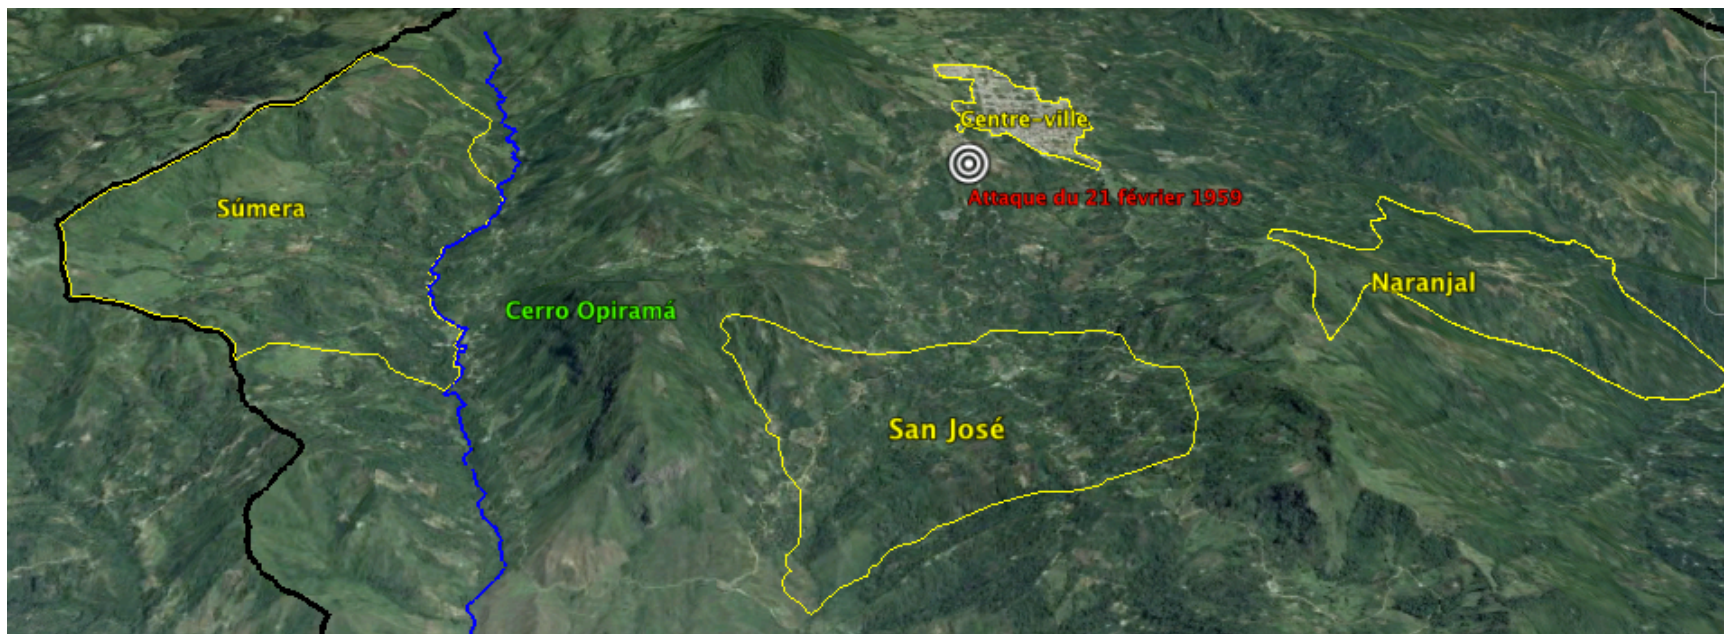 Centre-ville
Attaque du 21 février 1959
Súmera
Naranjal
Cerro Opiramá
San José